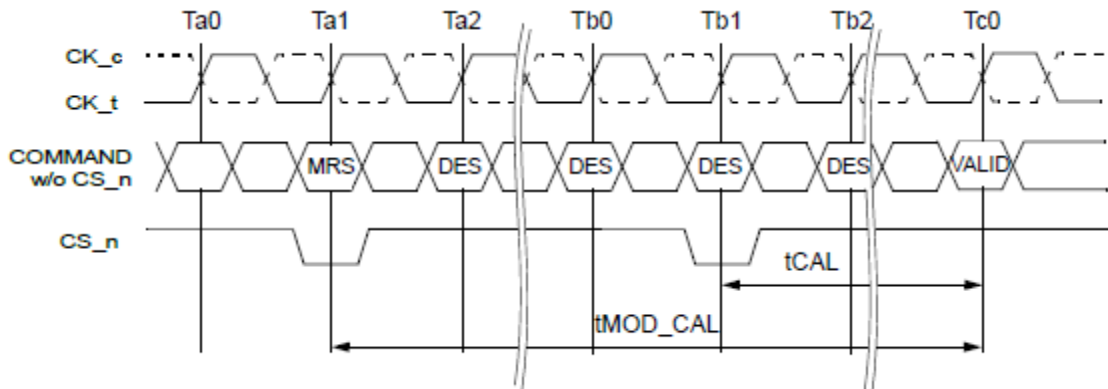 Ta0 Ta1 Ta2 Tb0 Tb1 Tb2 Tc0
CK_c
CK_t
COMMAND
w/o CS_n
MRS DES DES DES DES VALID
CS_n
tCAL
tMOD_CAL